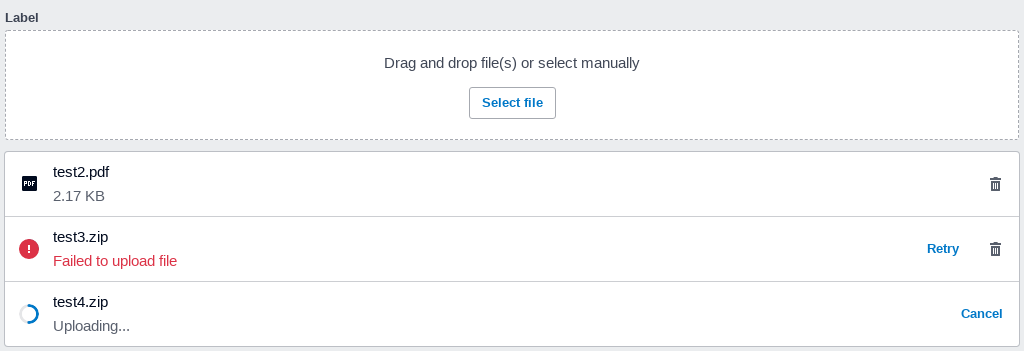 Label
Drag and drop file(s) or select manually
Select file
PDF
test2.pdf
2.17 KB
!
test3.zip
Failed to upload file
Retry
test4.zip
Uploading...
Cancel